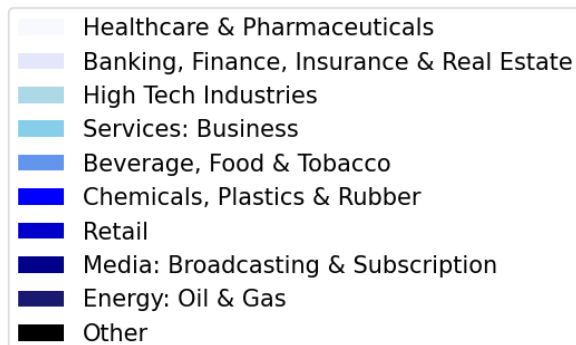 Healthcare & Pharmaceuticals
Banking, Finance, Insurance & Real Estate
High Tech Industries
Services: Business
Beverage, Food & Tobacco
Chemicals, Plastics & Rubber
Retail
Media: Broadcasting & Subscription
Energy: Oil & Gas
Other